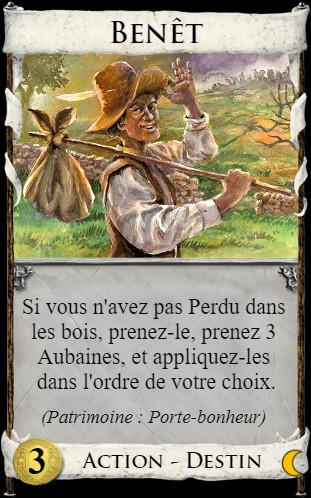 Benêt
Si vous n'avez pas Perdu dans
les bois, prenez-le, prenez 3
Aubaines, et appliquez-les
dans l'ordre de votre choix.
(Patrimoine : Porte-bonheur)
3 Action - Destin